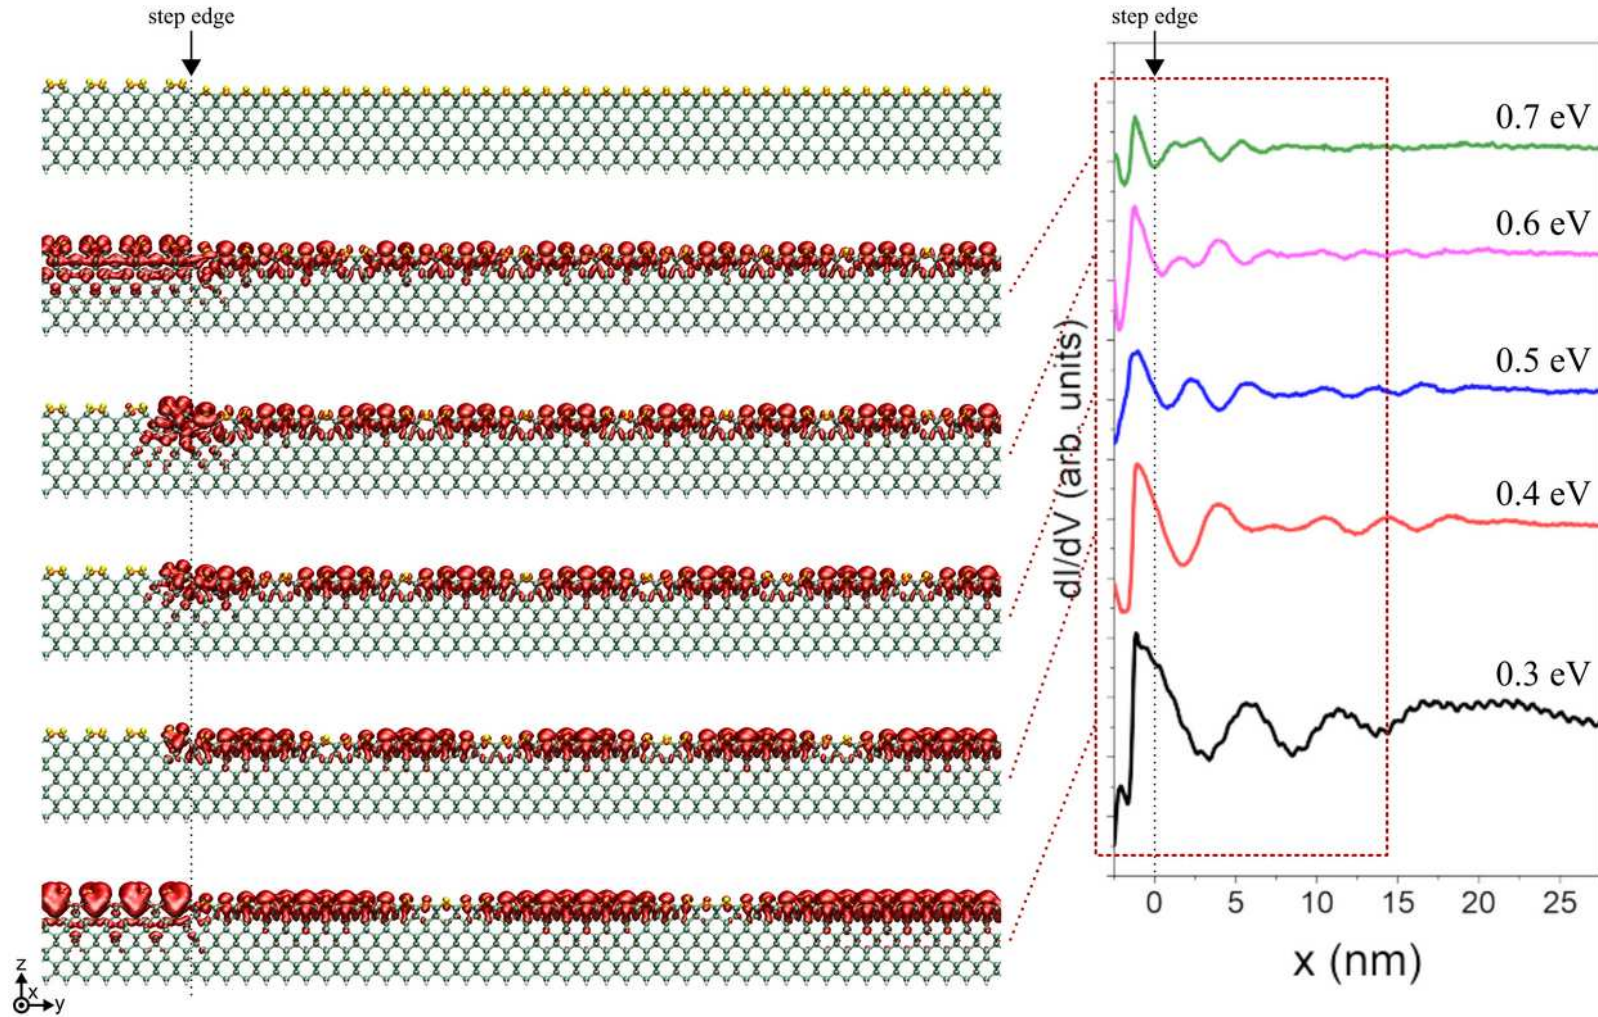 step edge
step edge
0.7 eV
0.6 eV
0.5 eV
0.4 eV
0.3 eV
dI/dV (arb. units)
0 5 10 15 20 25
x (nm)
z
x
y